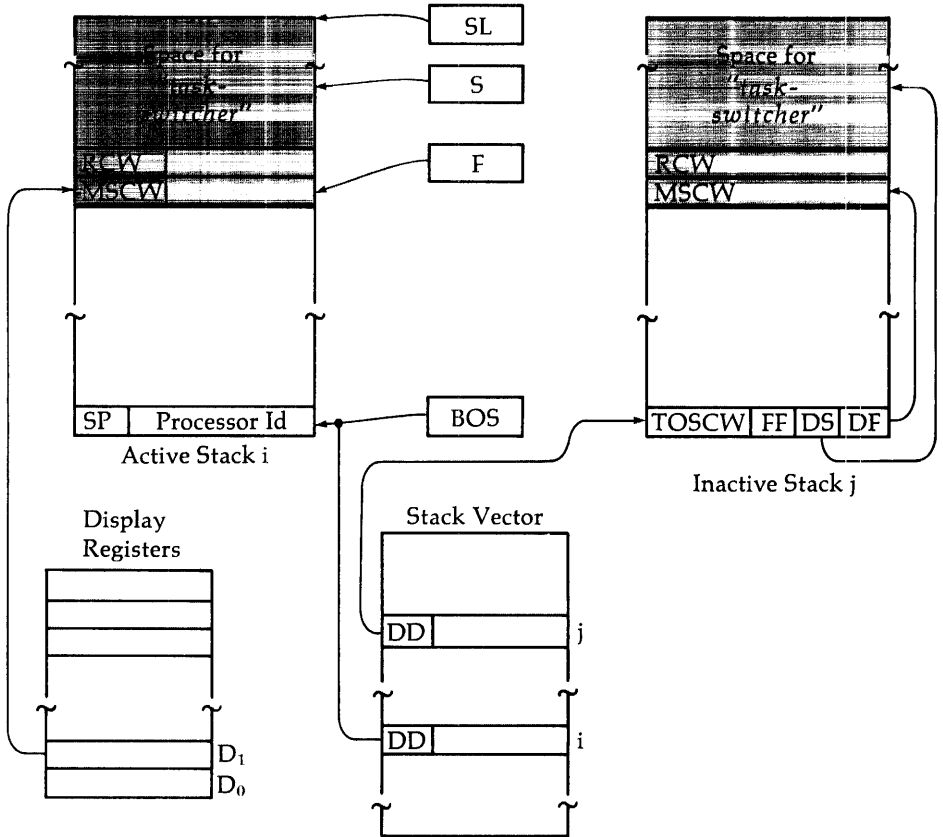 SL
Space for
"task-
switcher"
S
RCW
F
MSCW
SP Processor Id
BOS
Active Stack i
Space for
"task-
switcher"
RCW
MSCW
TOSCW FF DS DF
Inactive Stack j
Display
Registers
D₁
D₀
Stack Vector
DD j
DD i